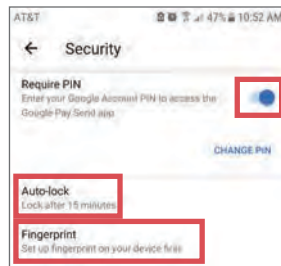 AT&T 47% 10:52 AM
← Security
Require PIN
Enter your Google Account PIN to access the
Google Pay Send app
CHANGE PIN
Auto-lock
Lock after 15 minutes
Fingerprint
Set up fingerprint on your device first